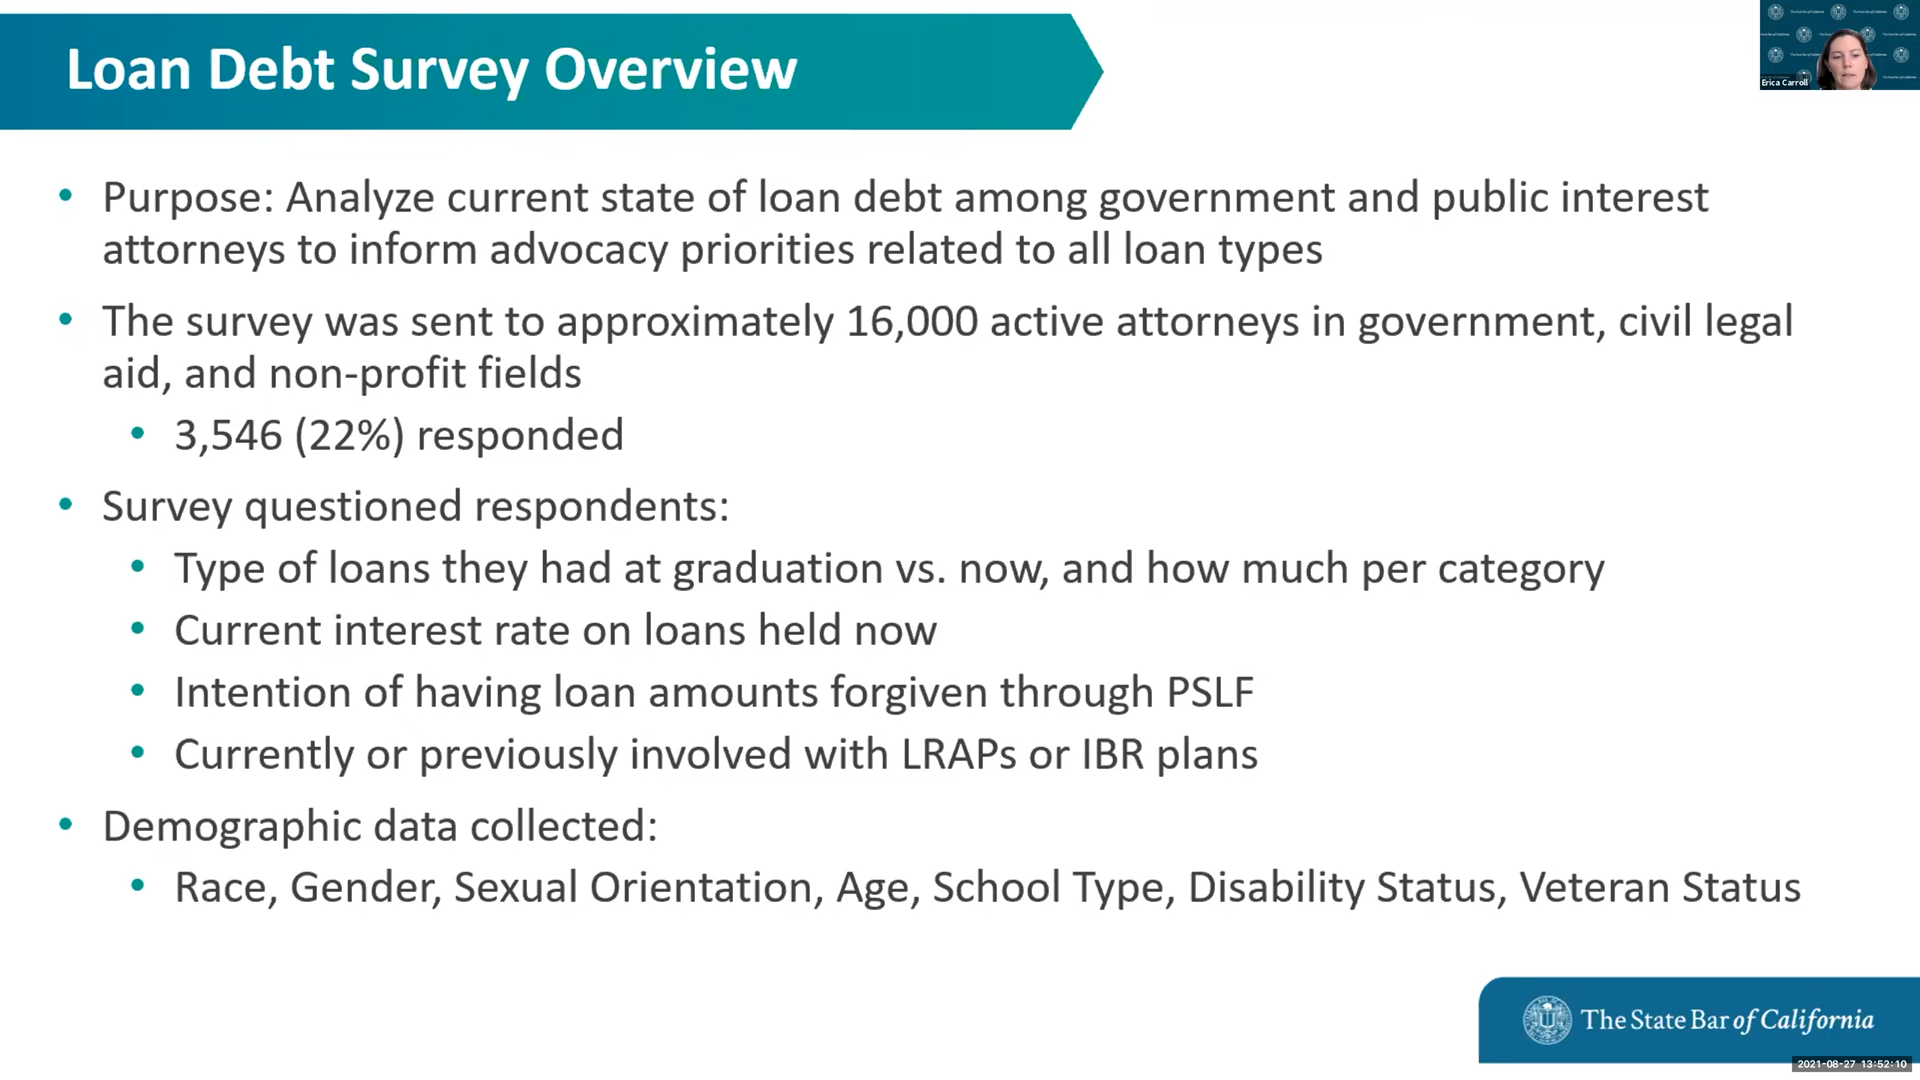 Loan Debt Survey Overview
Erica Carroll
• Purpose: Analyze current state of loan debt among government and public interest
attorneys to inform advocacy priorities related to all loan types
• The survey was sent to approximately 16,000 active attorneys in government, civil legal
aid, and non-profit fields
• 3,546 (22%) responded
• Survey questioned respondents:
• Type of loans they had at graduation vs. now, and how much per category
• Current interest rate on loans held now
• Intention of having loan amounts forgiven through PSLF
• Currently or previously involved with LRAPs or IBR plans
• Demographic data collected:
• Race, Gender, Sexual Orientation, Age, School Type, Disability Status, Veteran Status
The State Bar of California
2021-08-27 13:52:10